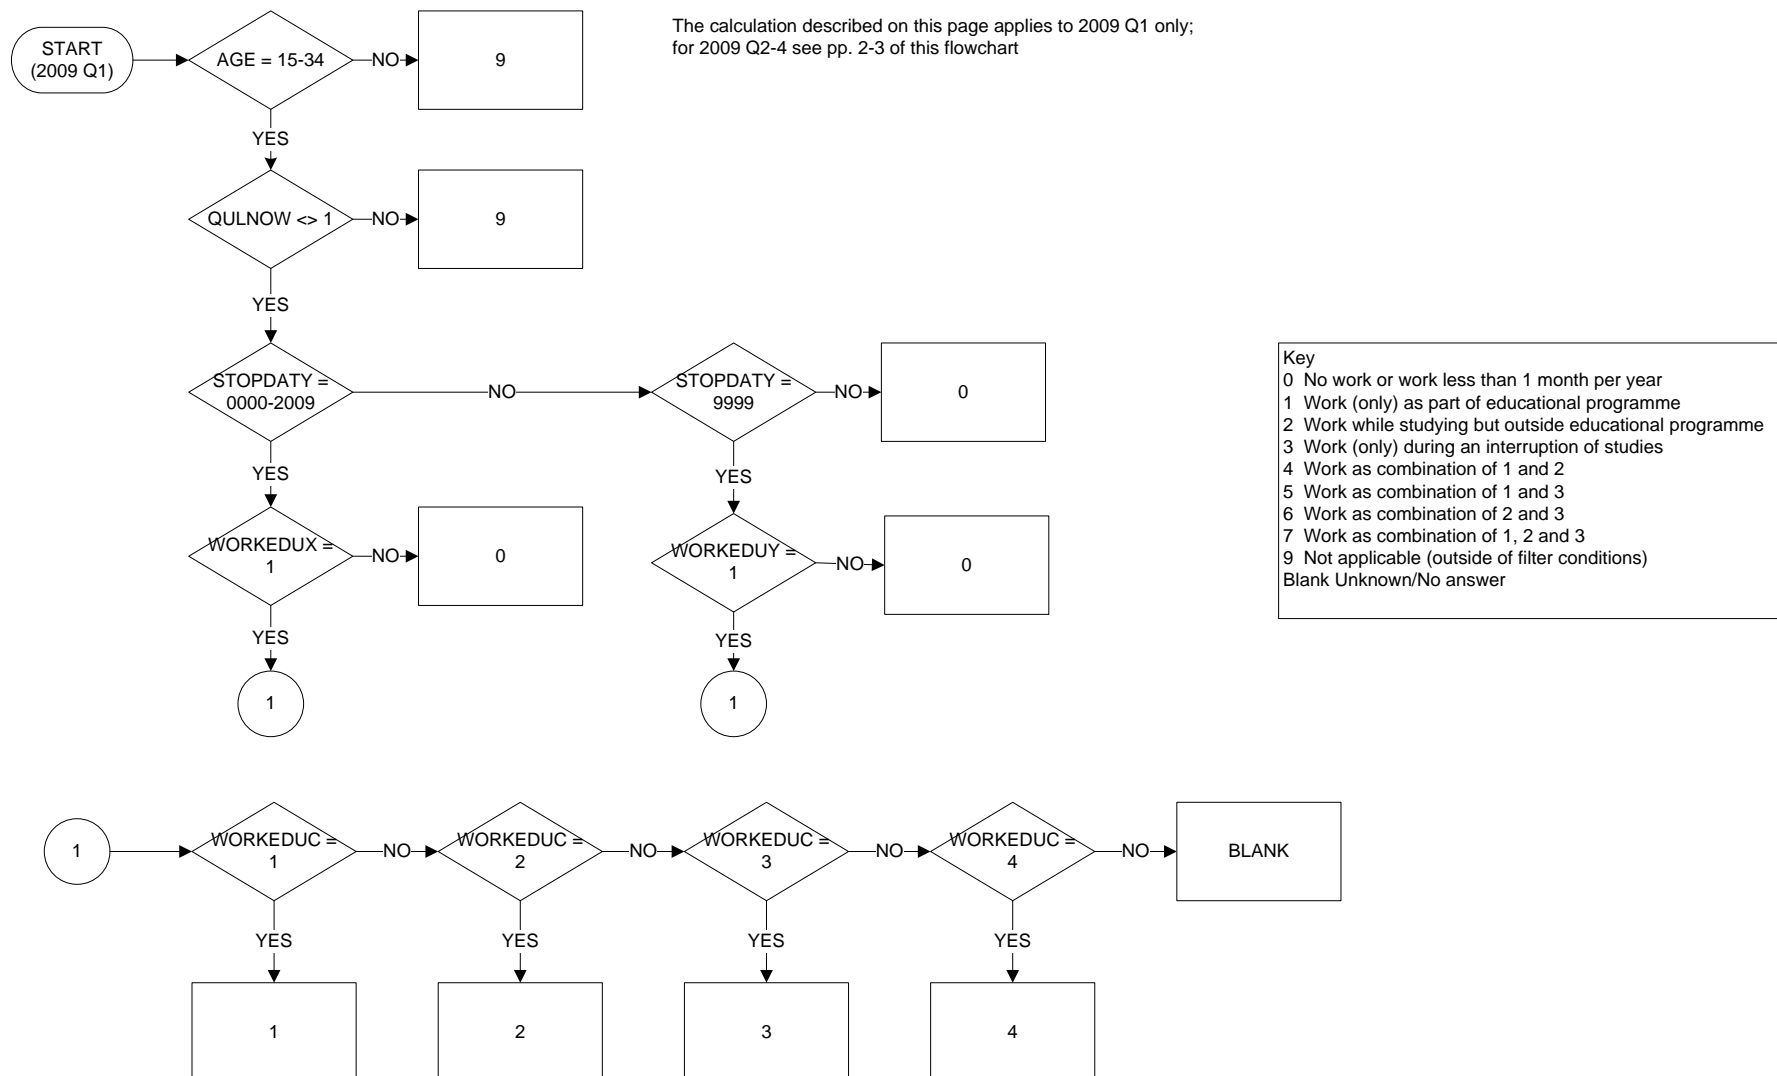 START
(2009 Q1)
AGE = 15-34
NO
9
The calculation described on this page applies to 2009 Q1 only;
for 2009 Q2-4 see pp. 2-3 of this flowchart
YES
QULNOW <> 1
NO
9
YES
STOPDATY =
0000-2009
NO
STOPDATY =
9999
NO
0
YES
YES
WORKEDUX =
1
NO
0
WORKEDUY =
1
NO
0
YES
YES
1
1
Key
0 No work or work less than 1 month per year
1 Work (only) as part of educational programme
2 Work while studying but outside educational programme
3 Work (only) during an interruption of studies
4 Work as combination of 1 and 2
5 Work as combination of 1 and 3
6 Work as combination of 2 and 3
7 Work as combination of 1, 2 and 3
9 Not applicable (outside of filter conditions)
Blank Unknown/No answer
1
WORKEDUC =
1
NO
WORKEDUC =
2
NO
WORKEDUC =
3
NO
WORKEDUC =
4
NO
BLANK
YES
YES
YES
YES
1
2
3
4